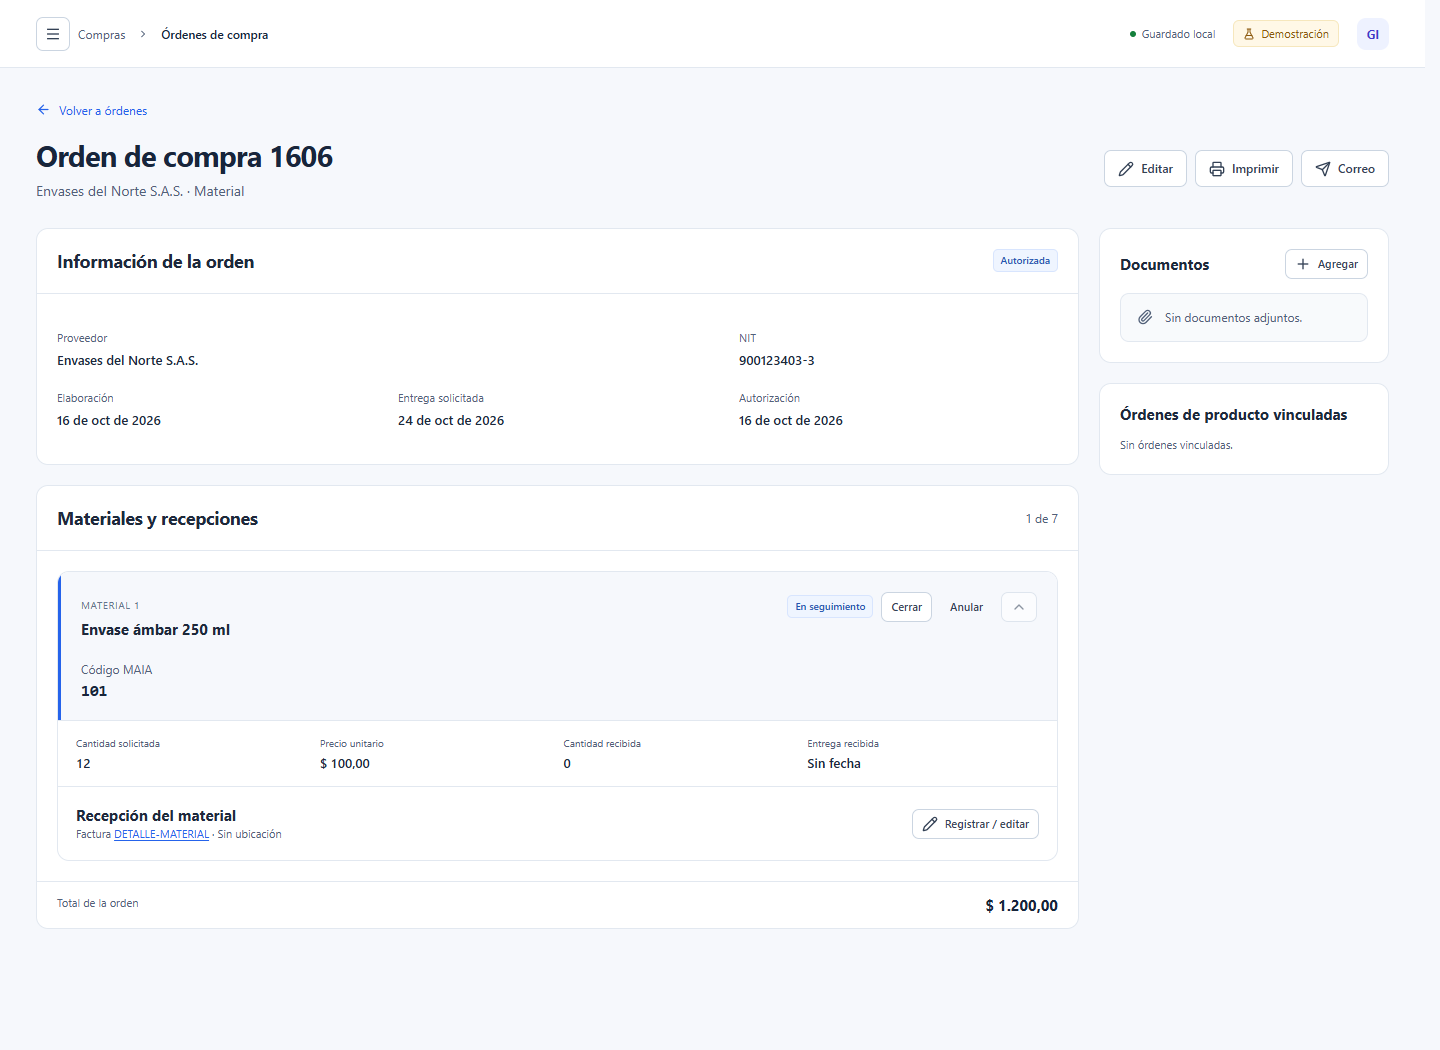 Compras > Órdenes de compra
Guardado local
Demostración
GI
Volver a órdenes
Orden de compra 1606
Envases del Norte S.A.S. · Material
Editar
Imprimir
Correo
Información de la orden
Autorizada
Proveedor
Envases del Norte S.A.S.
NIT
900123403-3
Elaboración
16 de oct de 2026
Entrega solicitada
24 de oct de 2026
Autorización
16 de oct de 2026
Documentos
Agregar
Sin documentos adjuntos.
Órdenes de producto vinculadas
Sin órdenes vinculadas.
Materiales y recepciones
1 de 7
MATERIAL 1
Envase ámbar 250 ml
En seguimiento
Cerrar
Anular
Código MAIA
101
Cantidad solicitada
12
Precio unitario
$ 100,00
Cantidad recibida
0
Entrega recibida
Sin fecha
Recepción del material
Factura DETALLE-MATERIAL · Sin ubicación
Registrar / editar
Total de la orden
$ 1.200,00